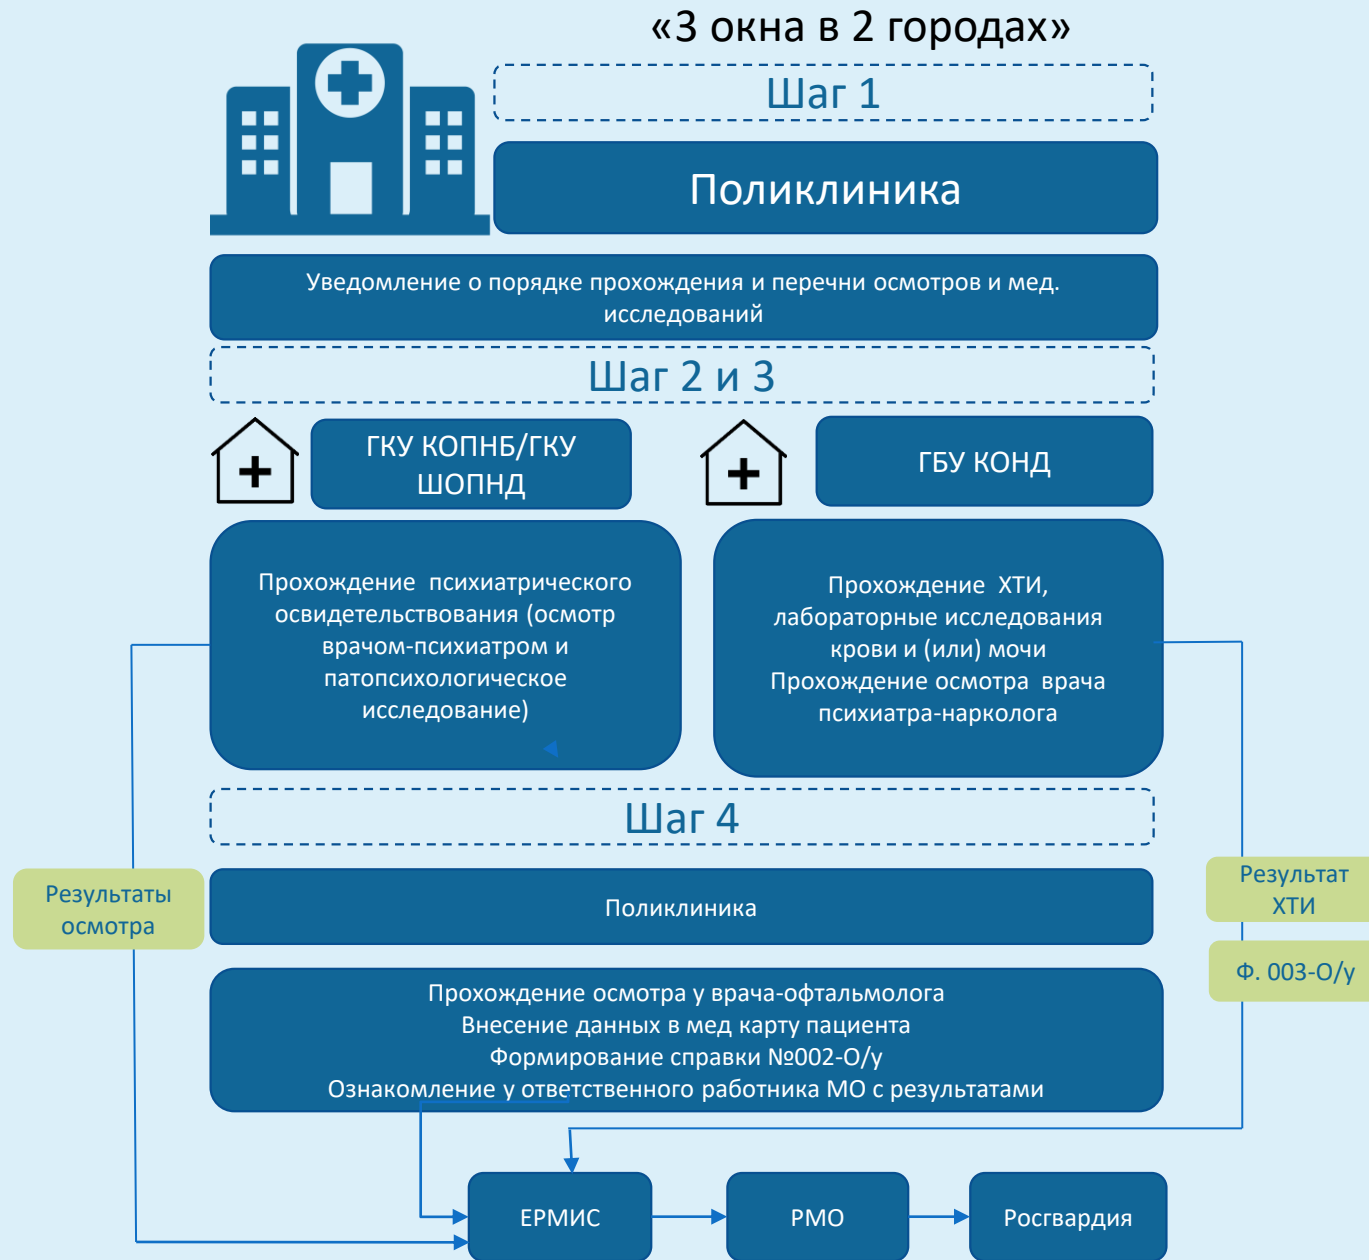 «3 окна в 2 городах»
Шаг 1
Поликлиника
Уведомление о порядке прохождения и перечни осмотров и мед.
исследований
Шаг 2 и 3
ГКУ КОПНБ/ГКУ
ШОПНД
ГБУ КОНД
Прохождение психиатрического
освидетельствования (осмотр
врачом-психиатром и
патопсихологическое
исследование)
Прохождение ХТИ,
лабораторные исследования
крови и (или) мочи
Прохождение осмотра врача
психиатра-нарколога
Шаг 4
Результаты
осмотра
Поликлиника
Результат
ХТИ
Ф. 003-О/у
Прохождение осмотра у врача-офтальмолога
Внесение данных в мед карту пациента
Формирование справки №002-О/у
Ознакомление у ответственного работника МО с результатами
ЕРМИС
РМО
Росгвардия